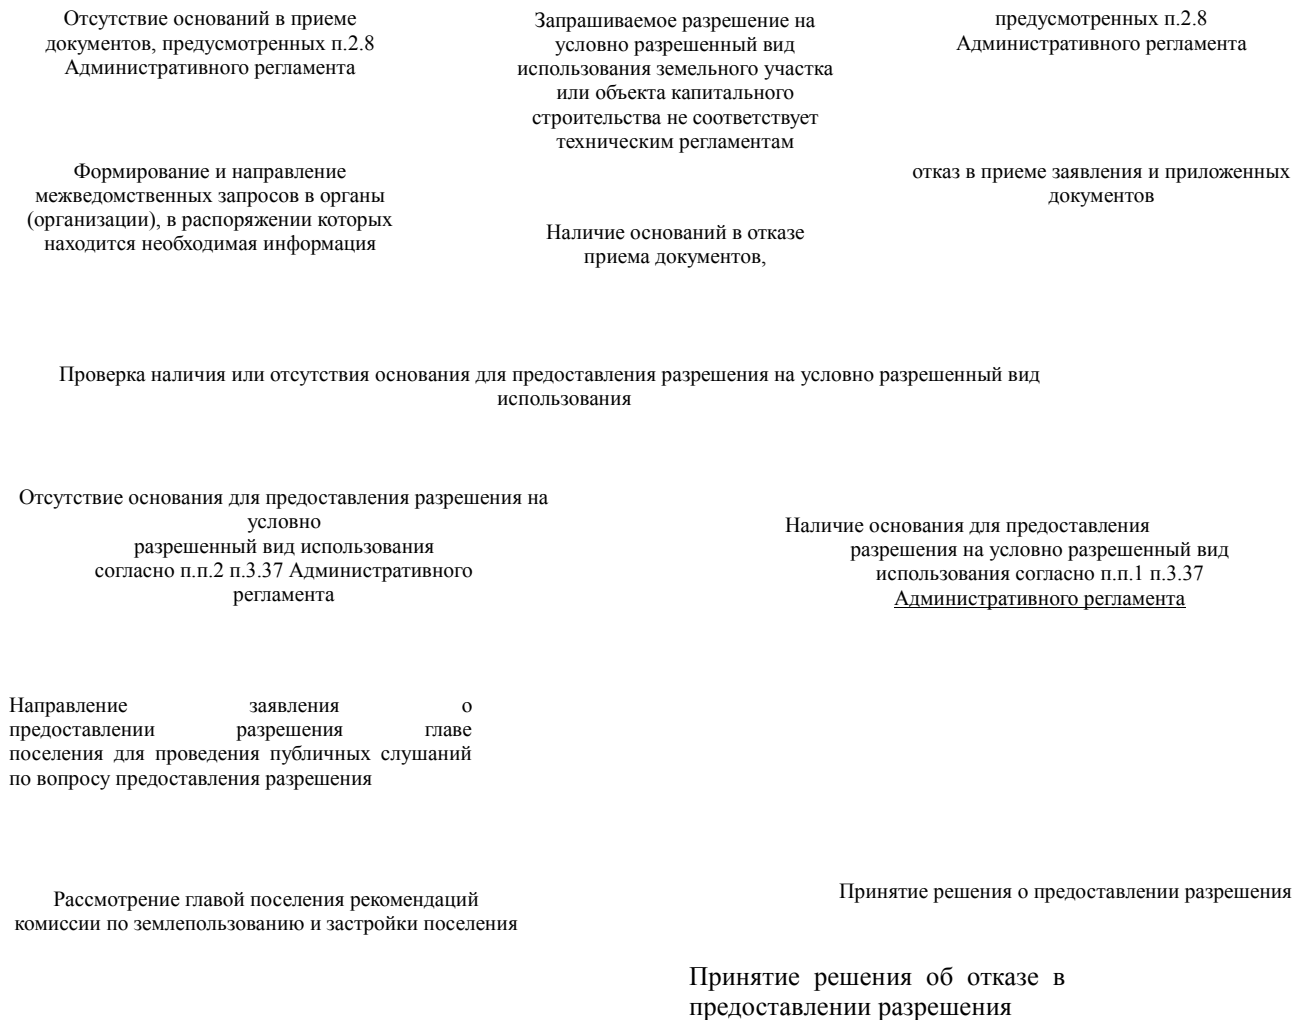 Отсутствие оснований в приеме
документов, предусмотренных п.2.8
Административного регламента
Запрашиваемое разрешение на
условно разрешенный вид
использования земельного участка
или объекта капитального
строительства не соответствует
техническим регламентам
предусмотренных п.2.8
Административного регламента
Формирование и направление
межведомственных запросов в органы
(организации), в распоряжении которых
находится необходимая информация
Наличие оснований в отказе
приема документов,
отказ в приеме заявления и приложенных
документов
Проверка наличия или отсутствия основания для предоставления разрешения на условно разрешенный вид
использования
Отсутствие основания для предоставления разрешения на
условно
разрешенный вид использования
согласно п.п.2 п.3.37 Административного
регламента
Наличие основания для предоставления
разрешения на условно разрешенный вид
использования согласно п.п.1 п.3.37
Административного регламента
Направление заявления о
предоставлении разрешения главе
поселения для проведения публичных слушаний
по вопросу предоставления разрешения
Рассмотрение главой поселения рекомендаций
комиссии по землепользованию и застройки поселения
Принятие решения о предоставлении разрешения
Принятие решения об отказе в
предоставлении разрешения